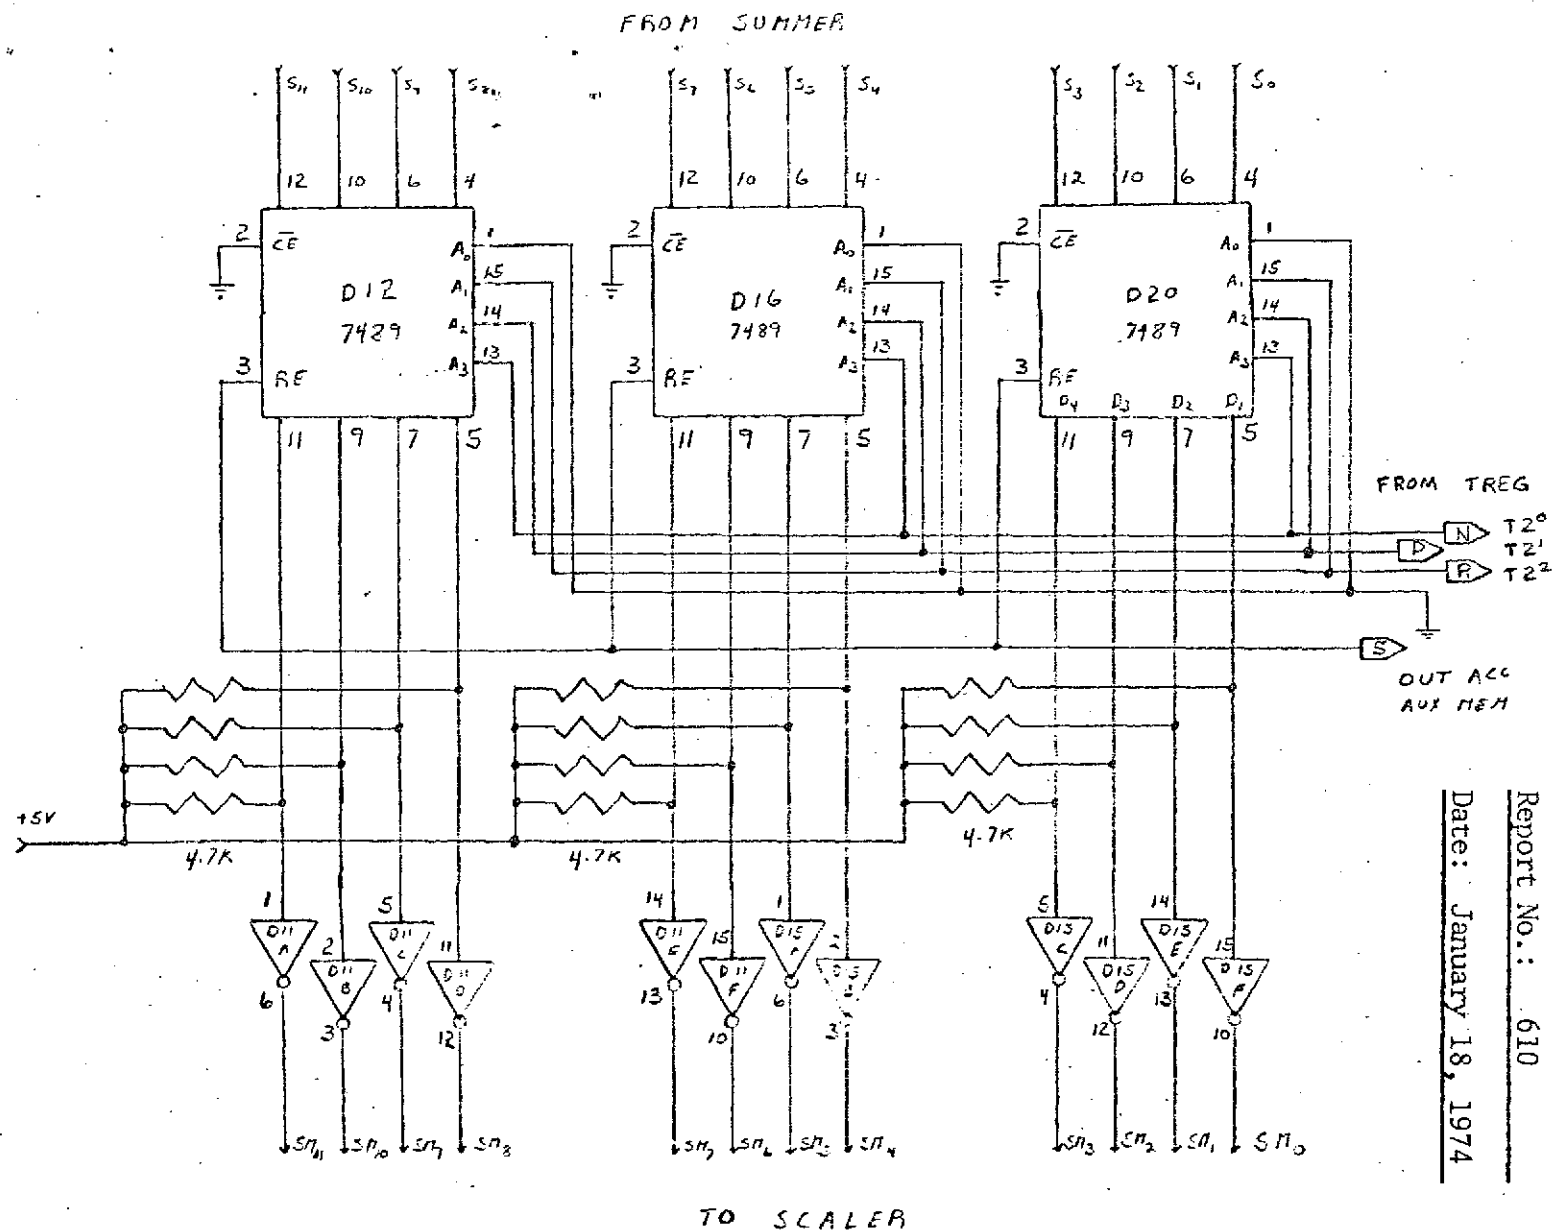 FROM SUMMER
S11 S10 S9 S7 S6 S5 S4 S3 S2 S1 S0
12 10 6 4 12 10 6 4 12 10 6 4
2 CE A0 1 2 CE A0 1 2 CE A0 1
A1 15 A1 15 A1 15
D12 D16 D20
7489 7489 7489
A2 14 A2 14 A2 14
3 RE A3 13 3 RE A3 13 3 RE A3 13
D4 D3 D2 D1
11 9 7 5 11 9 7 5 11 9 7 5
FROM TREG
N T2⁰
P T2¹
R T2²
S
OUT ACC
AUX MEM
+5V
4.7K 4.7K 4.7K
1 5 14 1 5 14
D11 A D11 C D11 E D15 A D15 C D15 E
2 11 15 2 11 15
D11 B D11 D D11 F D15 D D15 F
6 4 13 6 4 13
3 12 10 3 12 10
SM11 SM10 SM9 SM8 SM7 SM6 SM5 SM4 SM3 SM2 SM1 SM0
TO SCALER
Report No.: 610
Date: January 18, 1974